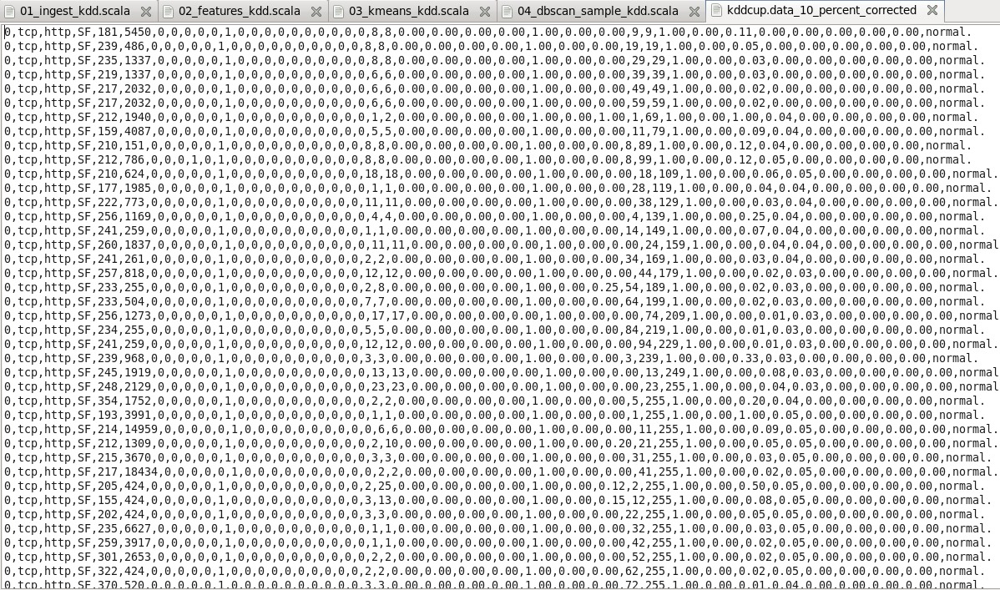 01_ingest_kdd.scala
02_features_kdd.scala
03_kmeans_kdd.scala
04_dbscan_sample_kdd.scala
kddcup.data_10_percent_corrected
0,tcp,http,SF,181,5450,0,0,0,0,0,1,0,0,0,0,0,0,0,0,0,0,8,8,0.00,0.00,0.00,0.00,1.00,0.00,0.00,9,9,1.00,0.00,0.11,0.00,0.00,0.00,0.00,0.00,normal.
0,tcp,http,SF,239,486,0,0,0,0,0,1,0,0,0,0,0,0,0,0,0,0,8,8,0.00,0.00,0.00,0.00,1.00,0.00,0.00,19,19,1.00,0.00,0.05,0.00,0.00,0.00,0.00,0.00,normal.
0,tcp,http,SF,235,1337,0,0,0,0,0,1,0,0,0,0,0,0,0,0,0,0,8,8,0.00,0.00,0.00,0.00,1.00,0.00,0.00,29,29,1.00,0.00,0.03,0.00,0.00,0.00,0.00,0.00,normal.
0,tcp,http,SF,219,1337,0,0,0,0,0,1,0,0,0,0,0,0,0,0,0,0,6,6,0.00,0.00,0.00,0.00,1.00,0.00,0.00,39,39,1.00,0.00,0.03,0.00,0.00,0.00,0.00,0.00,normal.
0,tcp,http,SF,217,2032,0,0,0,0,0,1,0,0,0,0,0,0,0,0,0,0,6,6,0.00,0.00,0.00,0.00,1.00,0.00,0.00,49,49,1.00,0.00,0.02,0.00,0.00,0.00,0.00,0.00,normal.
0,tcp,http,SF,217,2032,0,0,0,0,0,1,0,0,0,0,0,0,0,0,0,0,6,6,0.00,0.00,0.00,0.00,1.00,0.00,0.00,59,59,1.00,0.00,0.02,0.00,0.00,0.00,0.00,0.00,normal.
0,tcp,http,SF,212,1940,0,0,0,0,0,1,0,0,0,0,0,0,0,0,0,0,1,2,0.00,0.00,0.00,0.00,1.00,0.00,1.00,1,69,1.00,0.00,1.00,0.04,0.00,0.00,0.00,0.00,normal.
0,tcp,http,SF,159,4087,0,0,0,0,0,1,0,0,0,0,0,0,0,0,0,0,5,5,0.00,0.00,0.00,0.00,1.00,0.00,0.00,11,79,1.00,0.00,0.09,0.04,0.00,0.00,0.00,0.00,normal.
0,tcp,http,SF,210,151,0,0,0,0,0,1,0,0,0,0,0,0,0,0,0,0,8,8,0.00,0.00,0.00,0.00,1.00,0.00,0.00,8,89,1.00,0.00,0.12,0.04,0.00,0.00,0.00,0.00,normal.
0,tcp,http,SF,212,786,0,0,0,1,0,1,0,0,0,0,0,0,0,0,0,0,8,8,0.00,0.00,0.00,0.00,1.00,0.00,0.00,8,99,1.00,0.00,0.12,0.05,0.00,0.00,0.00,0.00,normal.
0,tcp,http,SF,210,624,0,0,0,0,0,1,0,0,0,0,0,0,0,0,0,0,18,18,0.00,0.00,0.00,0.00,1.00,0.00,0.00,18,109,1.00,0.00,0.06,0.05,0.00,0.00,0.00,0.00,normal.
0,tcp,http,SF,177,1985,0,0,0,0,0,1,0,0,0,0,0,0,0,0,0,0,1,1,0.00,0.00,0.00,0.00,1.00,0.00,0.00,28,119,1.00,0.00,0.04,0.04,0.00,0.00,0.00,0.00,normal.
0,tcp,http,SF,222,773,0,0,0,0,0,1,0,0,0,0,0,0,0,0,0,0,11,11,0.00,0.00,0.00,0.00,1.00,0.00,0.00,38,129,1.00,0.00,0.03,0.04,0.00,0.00,0.00,0.00,normal.
0,tcp,http,SF,256,1169,0,0,0,0,0,1,0,0,0,0,0,0,0,0,0,0,4,4,0.00,0.00,0.00,0.00,1.00,0.00,0.00,4,139,1.00,0.00,0.25,0.04,0.00,0.00,0.00,0.00,normal.
0,tcp,http,SF,241,259,0,0,0,0,0,1,0,0,0,0,0,0,0,0,0,0,1,1,0.00,0.00,0.00,0.00,1.00,0.00,0.00,14,149,1.00,0.00,0.07,0.04,0.00,0.00,0.00,0.00,normal.
0,tcp,http,SF,260,1837,0,0,0,0,0,1,0,0,0,0,0,0,0,0,0,0,11,11,0.00,0.00,0.00,0.00,1.00,0.00,0.00,24,159,1.00,0.00,0.04,0.04,0.00,0.00,0.00,0.00,normal
0,tcp,http,SF,241,261,0,0,0,0,0,1,0,0,0,0,0,0,0,0,0,0,2,2,0.00,0.00,0.00,0.00,1.00,0.00,0.00,34,169,1.00,0.00,0.03,0.04,0.00,0.00,0.00,0.00,normal.
0,tcp,http,SF,257,818,0,0,0,0,0,1,0,0,0,0,0,0,0,0,0,0,12,12,0.00,0.00,0.00,0.00,1.00,0.00,0.00,44,179,1.00,0.00,0.02,0.03,0.00,0.00,0.00,0.00,normal.
0,tcp,http,SF,233,255,0,0,0,0,0,1,0,0,0,0,0,0,0,0,0,0,2,8,0.00,0.00,0.00,0.00,1.00,0.00,0.25,54,189,1.00,0.00,0.02,0.03,0.00,0.00,0.00,0.00,normal.
0,tcp,http,SF,233,504,0,0,0,0,0,1,0,0,0,0,0,0,0,0,0,0,7,7,0.00,0.00,0.00,0.00,1.00,0.00,0.00,64,199,1.00,0.00,0.02,0.03,0.00,0.00,0.00,0.00,normal.
0,tcp,http,SF,256,1273,0,0,0,0,0,1,0,0,0,0,0,0,0,0,0,0,17,17,0.00,0.00,0.00,0.00,1.00,0.00,0.00,74,209,1.00,0.00,0.01,0.03,0.00,0.00,0.00,0.00,normal
0,tcp,http,SF,234,255,0,0,0,0,0,1,0,0,0,0,0,0,0,0,0,0,5,5,0.00,0.00,0.00,0.00,1.00,0.00,0.00,84,219,1.00,0.00,0.01,0.03,0.00,0.00,0.00,0.00,normal.
0,tcp,http,SF,241,259,0,0,0,0,0,1,0,0,0,0,0,0,0,0,0,0,12,12,0.00,0.00,0.00,0.00,1.00,0.00,0.00,94,229,1.00,0.00,0.01,0.03,0.00,0.00,0.00,0.00,normal.
0,tcp,http,SF,239,968,0,0,0,0,0,1,0,0,0,0,0,0,0,0,0,0,3,3,0.00,0.00,0.00,0.00,1.00,0.00,0.00,3,239,1.00,0.00,0.33,0.03,0.00,0.00,0.00,0.00,normal.
0,tcp,http,SF,245,1919,0,0,0,0,0,1,0,0,0,0,0,0,0,0,0,0,13,13,0.00,0.00,0.00,0.00,1.00,0.00,0.00,13,249,1.00,0.00,0.08,0.03,0.00,0.00,0.00,0.00,normal
0,tcp,http,SF,248,2129,0,0,0,0,0,1,0,0,0,0,0,0,0,0,0,0,23,23,0.00,0.00,0.00,0.00,1.00,0.00,0.00,23,255,1.00,0.00,0.04,0.03,0.00,0.00,0.00,0.00,normal
0,tcp,http,SF,354,1752,0,0,0,0,0,1,0,0,0,0,0,0,0,0,0,0,2,2,0.00,0.00,0.00,0.00,1.00,0.00,0.00,5,255,1.00,0.00,0.20,0.04,0.00,0.00,0.00,0.00,normal.
0,tcp,http,SF,193,3991,0,0,0,0,0,1,0,0,0,0,0,0,0,0,0,0,1,1,0.00,0.00,0.00,0.00,1.00,0.00,0.00,1,255,1.00,0.00,1.00,0.05,0.00,0.00,0.00,0.00,normal.
0,tcp,http,SF,214,14959,0,0,0,0,0,1,0,0,0,0,0,0,0,0,0,0,6,6,0.00,0.00,0.00,0.00,1.00,0.00,0.00,11,255,1.00,0.00,0.09,0.05,0.00,0.00,0.00,0.00,normal.
0,tcp,http,SF,212,1309,0,0,0,0,0,1,0,0,0,0,0,0,0,0,0,0,2,10,0.00,0.00,0.00,0.00,1.00,0.00,0.20,21,255,1.00,0.00,0.05,0.05,0.00,0.00,0.00,0.00,normal.
0,tcp,http,SF,215,3670,0,0,0,0,0,1,0,0,0,0,0,0,0,0,0,0,3,3,0.00,0.00,0.00,0.00,1.00,0.00,0.00,31,255,1.00,0.00,0.03,0.05,0.00,0.00,0.00,0.00,normal.
0,tcp,http,SF,217,18434,0,0,0,0,0,1,0,0,0,0,0,0,0,0,0,0,2,2,0.00,0.00,0.00,0.00,1.00,0.00,0.00,41,255,1.00,0.00,0.02,0.05,0.00,0.00,0.00,0.00,normal.
0,tcp,http,SF,205,424,0,0,0,0,0,1,0,0,0,0,0,0,0,0,0,0,2,25,0.00,0.00,0.00,0.00,1.00,0.00,0.12,2,255,1.00,0.00,0.50,0.05,0.00,0.00,0.00,0.00,normal.
0,tcp,http,SF,155,424,0,0,0,0,0,1,0,0,0,0,0,0,0,0,0,0,3,13,0.00,0.00,0.00,0.00,1.00,0.00,0.15,12,255,1.00,0.00,0.08,0.05,0.00,0.00,0.00,0.00,normal.
0,tcp,http,SF,202,424,0,0,0,0,0,1,0,0,0,0,0,0,0,0,0,0,3,3,0.00,0.00,0.00,0.00,1.00,0.00,0.00,22,255,1.00,0.00,0.05,0.05,0.00,0.00,0.00,0.00,normal.
0,tcp,http,SF,235,6627,0,0,0,0,0,1,0,0,0,0,0,0,0,0,0,0,1,1,0.00,0.00,0.00,0.00,1.00,0.00,0.00,32,255,1.00,0.00,0.03,0.05,0.00,0.00,0.00,0.00,normal.
0,tcp,http,SF,259,3917,0,0,0,0,0,1,0,0,0,0,0,0,0,0,0,0,1,1,0.00,0.00,0.00,0.00,1.00,0.00,0.00,42,255,1.00,0.00,0.02,0.05,0.00,0.00,0.00,0.00,normal.
0,tcp,http,SF,301,2653,0,0,0,0,0,1,0,0,0,0,0,0,0,0,0,0,2,2,0.00,0.00,0.00,0.00,1.00,0.00,0.00,52,255,1.00,0.00,0.02,0.05,0.00,0.00,0.00,0.00,normal.
0,tcp,http,SF,322,424,0,0,0,0,0,1,0,0,0,0,0,0,0,0,0,0,2,2,0.00,0.00,0.00,0.00,1.00,0.00,0.00,62,255,1.00,0.00,0.02,0.05,0.00,0.00,0.00,0.00,normal.
0,tcp,http,SF,370,520,0,0,0,0,0,1,0,0,0,0,0,0,0,0,0,0,3,3,0.00,0.00,0.00,0.00,1.00,0.00,0.00,72,255,1.00,0.00,0.01,0.04,0.00,0.00,0.00,0.00,normal.